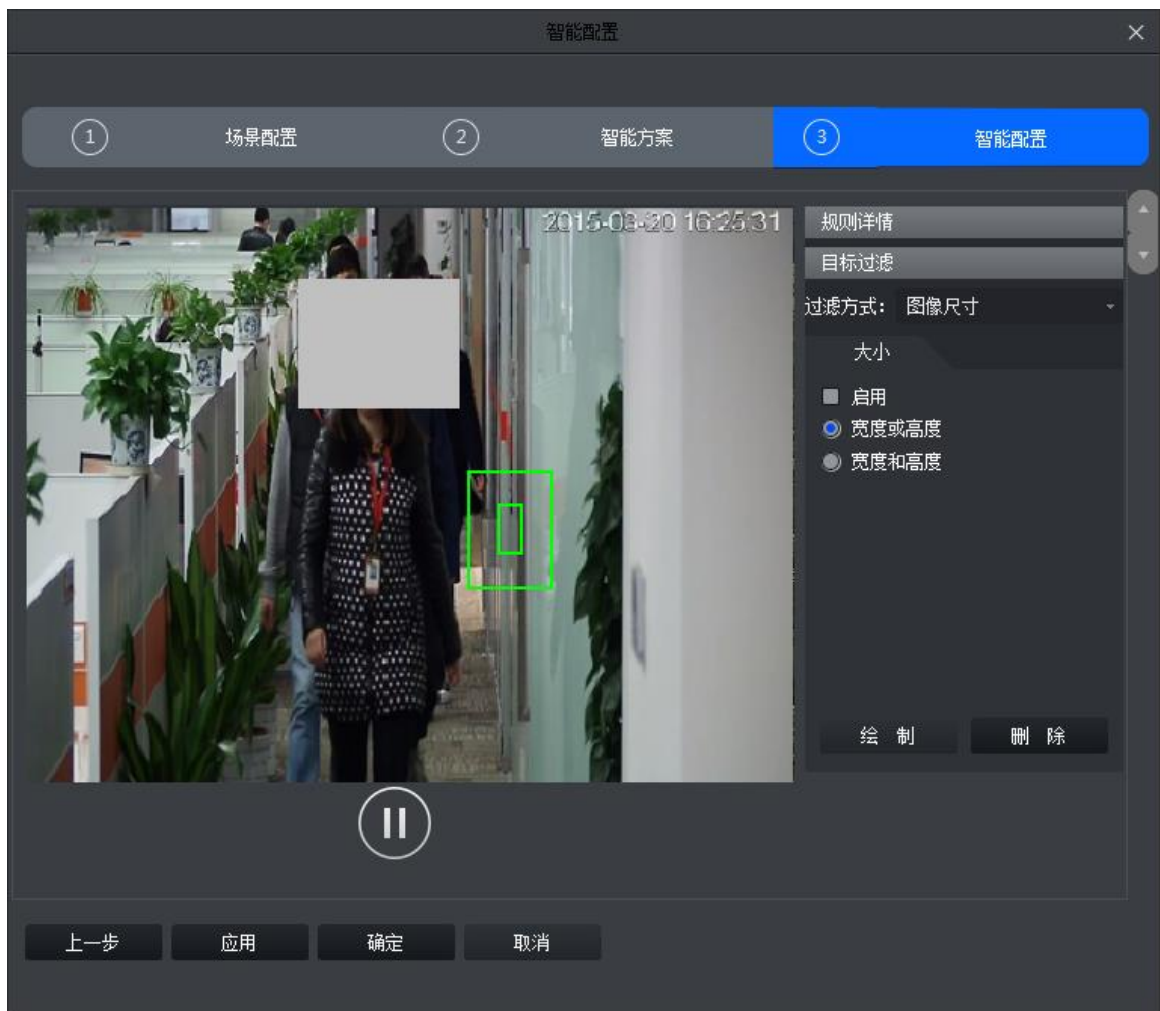 智能配置
1 场景配置 2 智能方案 3 智能配置
2015-03-20 16:25:31
规则详情
目标过滤
过滤方式: 图像尺寸
大小
启用
宽度或高度
宽度和高度
绘 制 删 除
上一步 应用 确定 取消